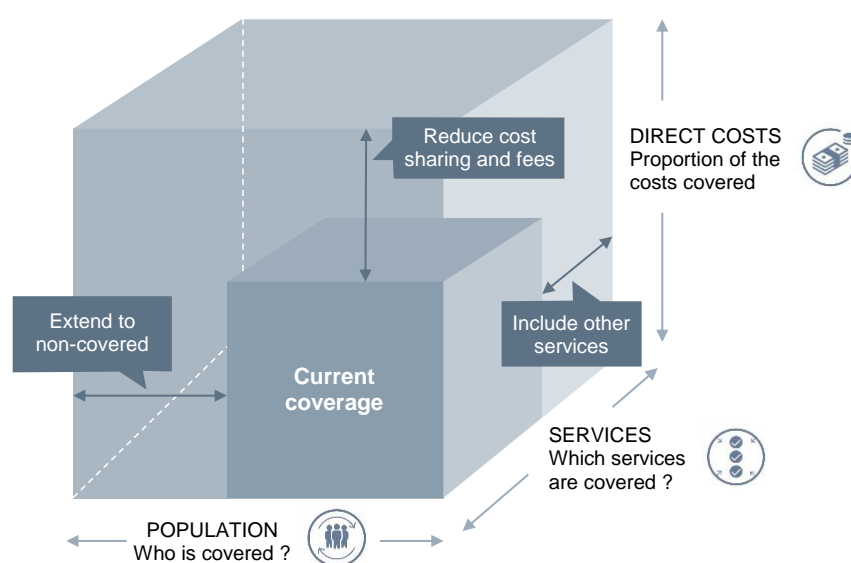 Reduce cost
sharing and fees
DIRECT COSTS
Proportion of the
costs covered
Extend to
non-covered
Include other
services
Current
coverage
SERVICES
Which services
are covered ?
POPULATION
Who is covered ?